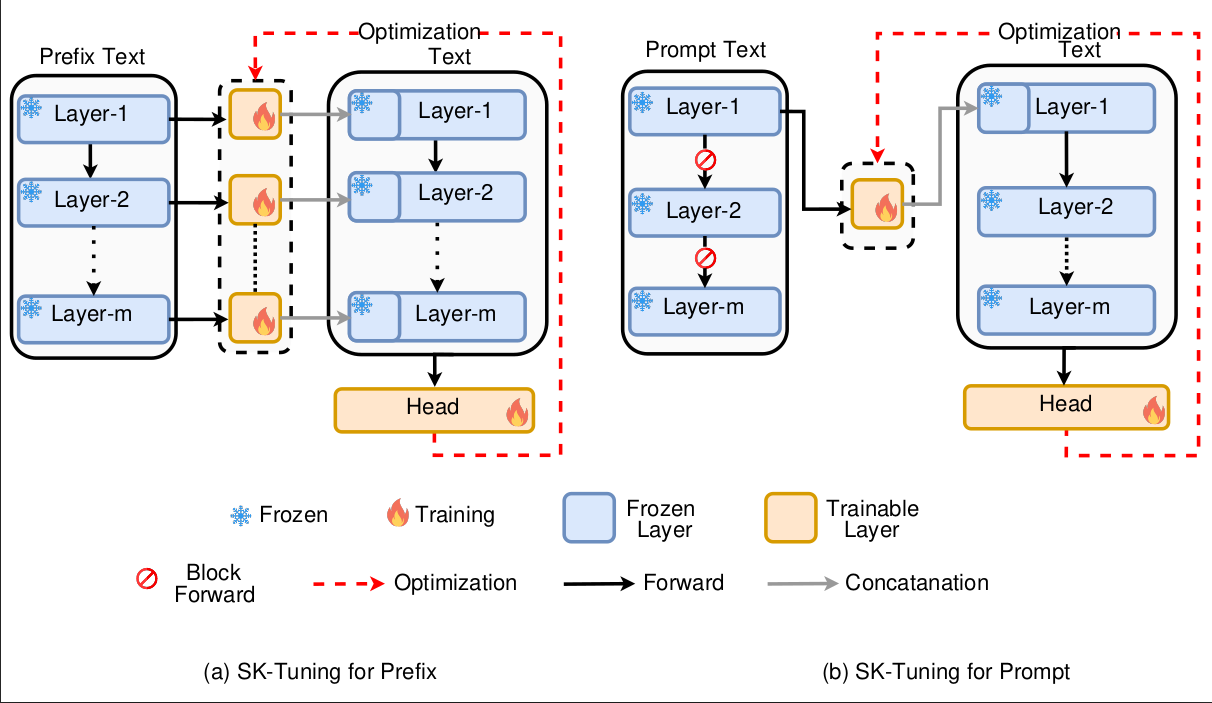 Optimization
Prefix Text
Text
Layer-1
Layer-2
Layer-m
Layer-1
Layer-2
Layer-m
Head
Optimization
Prompt Text
Text
Layer-1
Layer-2
Layer-m
Layer-1
Layer-2
Layer-m
Head
Frozen
Training
Frozen
Layer
Trainable
Layer
Block
Forward
Optimization
Forward
Concatanation
(a) SK-Tuning for Prefix
(b) SK-Tuning for Prompt